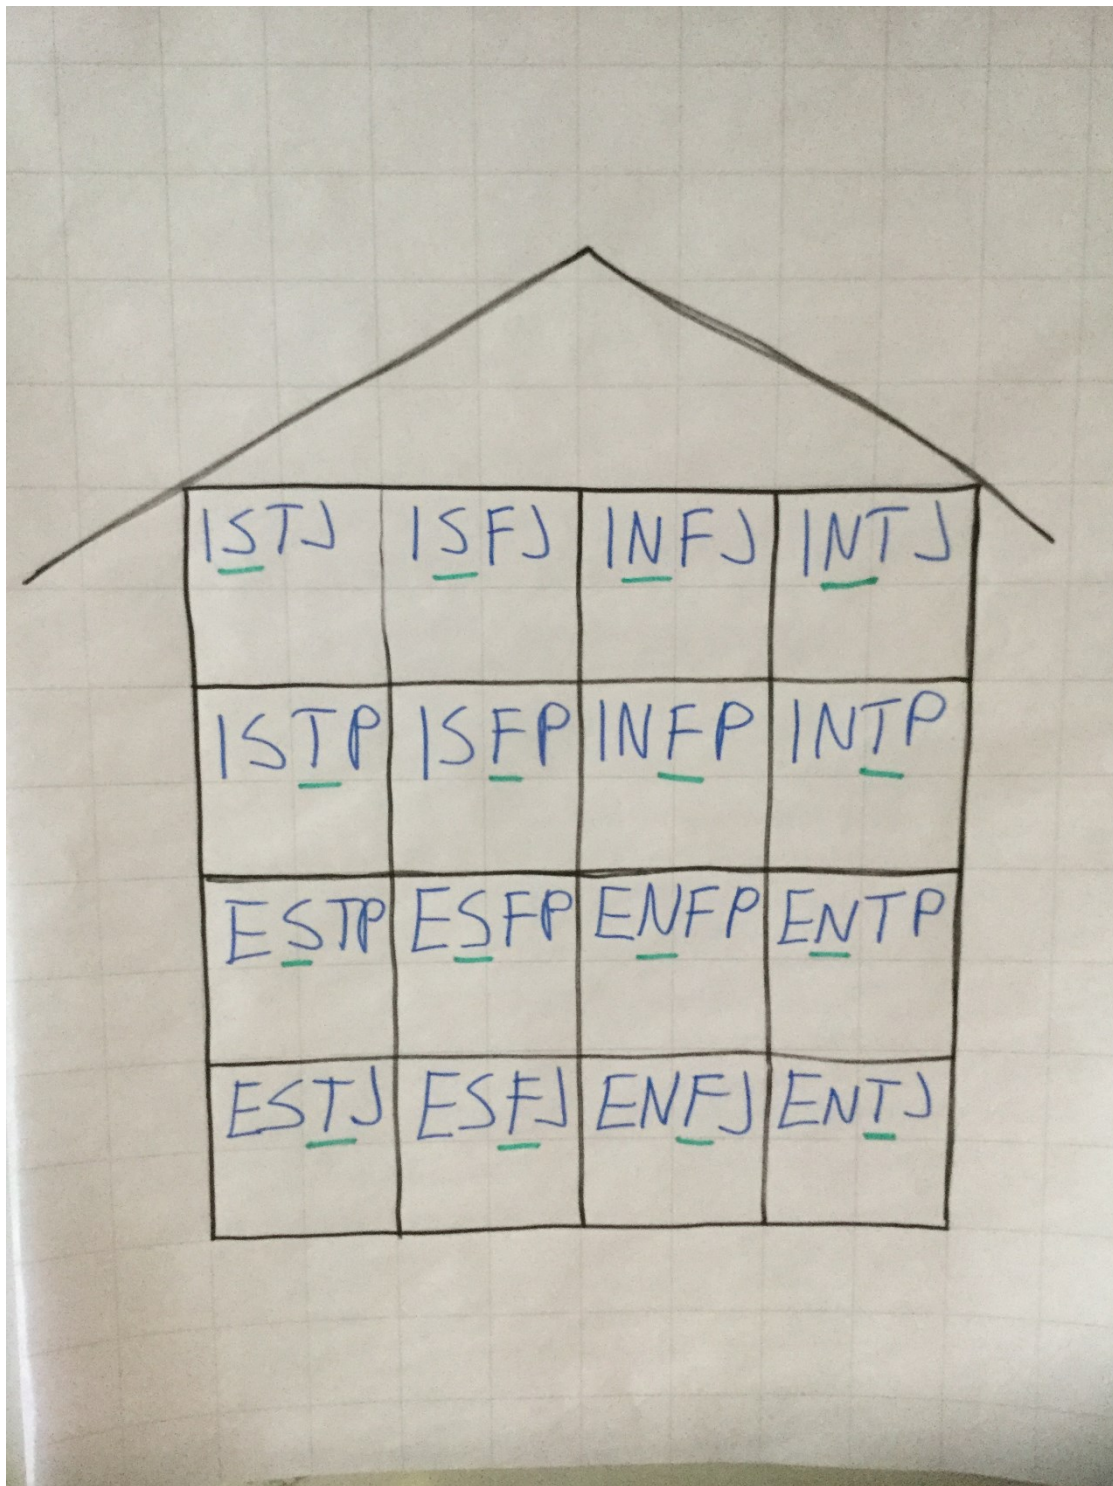 ISTJ ISFJ INFJ INTJ
ISTP ISFP INFP INTP
ESTP ESFP ENFP ENTP
ESTJ ESFJ ENFJ ENTJ